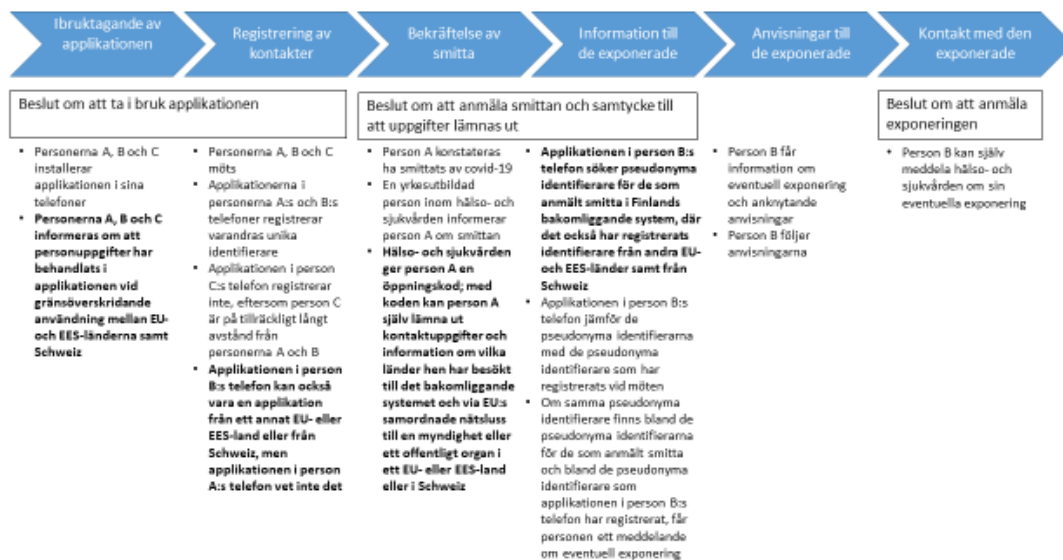 Ibruktagande av
applikationen
Registrering av
kontakter
Bekräftelse av
smitta
Information till
de exponerade
Anvisningar till
de exponerade
Kontakt med den
exponerade
Beslut om att ta i bruk applikationen
Beslut om att anmäla smittan och samtycke till
att uppgifter lämnas ut
Beslut om att anmäla
exponeringen
• Personerna A, B och C
installerar
applikationen i sina
telefoner
• Personerna A, B och C
informeras om att
personuppgifter har
behandlats i
applikationen vid
gränsöverskridande
användning mellan EU-
och EES-länderna samt
Schweiz
• Personerna A, B och C
möts
• Applikationerna i
personerna A:s och B:s
telefoner registrerar
varandras unika
identifierare
• Applikationen i person
C:s telefon registrerar
inte, eftersom person C
är på tillräckligt långt
avstånd från
personerna A och B
• Applikationen i person
B:s telefon kan också
vara en applikation
från ett annat EU- eller
EES-land eller från
Schweiz, men
applikationen i person
A:s telefon vet inte det
• Person A konstateras
ha smittats av covid-19
• En yrkesutbildad
person inom hälso- och
sjukvården informerar
person A om smittan
• Hälso- och sjukvården
ger person A en
öppningskod; med
koden kan person A
själv lämna ut
kontaktuppgifter och
information om vilka
länder hen har besökt
till det bakomliggande
systemet och via EU:s
samordnade nätsluss
till en myndighet eller
ett offentligt organ i
ett EU- eller EES-land
eller i Schweiz
• Applikationen i person B:s
telefon söker pseudonyma
identifierare för de som
anmält smitta i Finlands
bakomliggande system, där
det också har registrerats
identifierare från andra EU-
och EES-länder samt från
Schweiz
• Applikationen i person B:s
telefon jämför de
pseudonyma identifierarna
med de pseudonyma
identifierare som har
registrerats vid möten
• Om samma pseudonyma
identifierare finns bland de
pseudonyma identifierarna
för de som anmält smitta
och bland de pseudonyma
identifierare som
applikationen i person B:s
telefon har registrerat, får
personen ett meddelande
om eventuell exponering
• Person B får
information om
eventuell exponering
och anknytande
anvisningar
• Person B följer
anvisningarna
• Person B kan själv
meddela hälso- och
sjukvården om sin
eventuella exponering